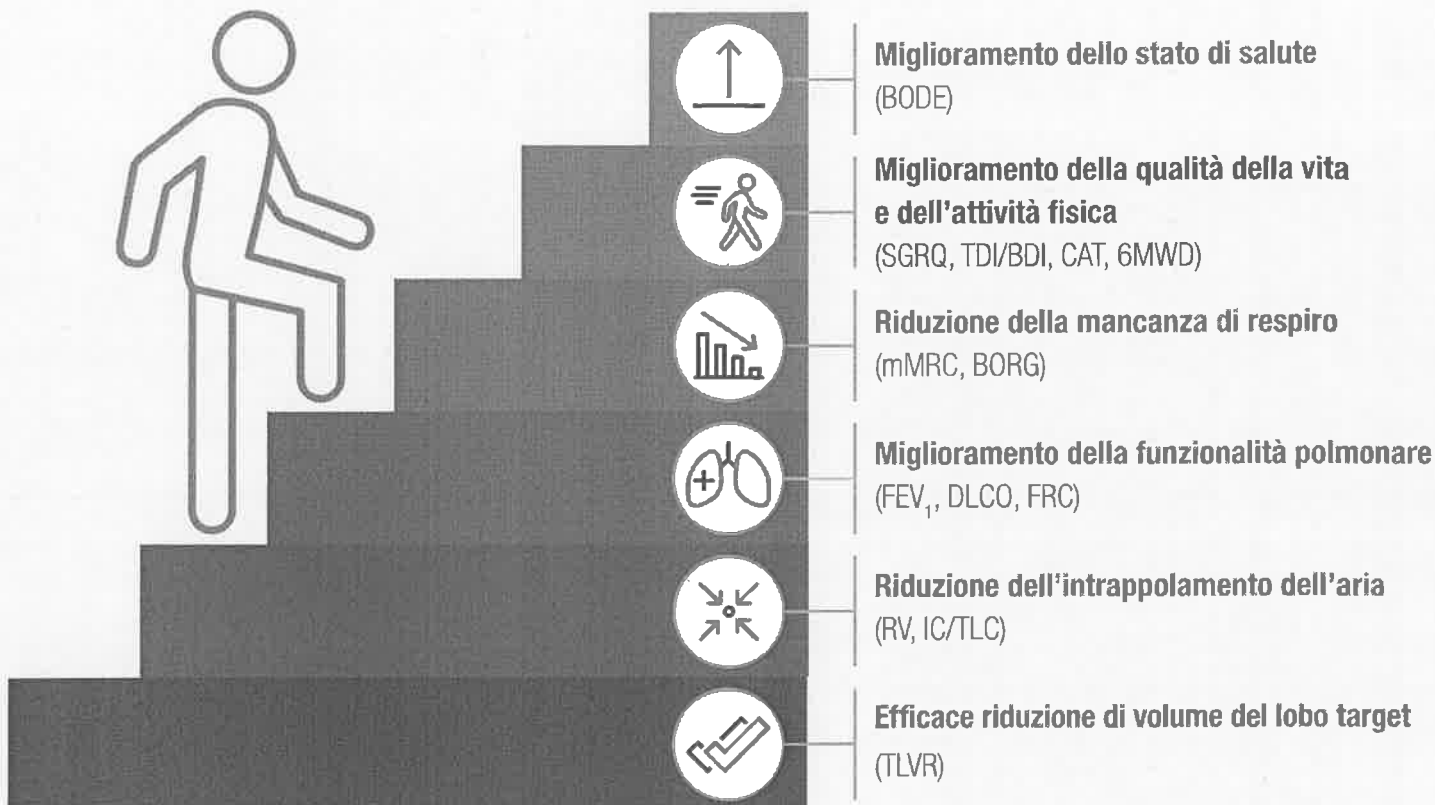 Miglioramento dello stato di salute
(BODE)
Miglioramento della qualità della vita
e dell'attività fisica
(SGRQ, TDI/BDI, CAT, 6MWD)
Riduzione della mancanza di respiro
(mMRC, BORG)
Miglioramento della funzionalità polmonare
(FEV₁, DLCO, FRC)
Riduzione dell'intrappolamento dell'aria
(RV, IC/TLC)
Efficace riduzione di volume del lobo target
(TLVR)